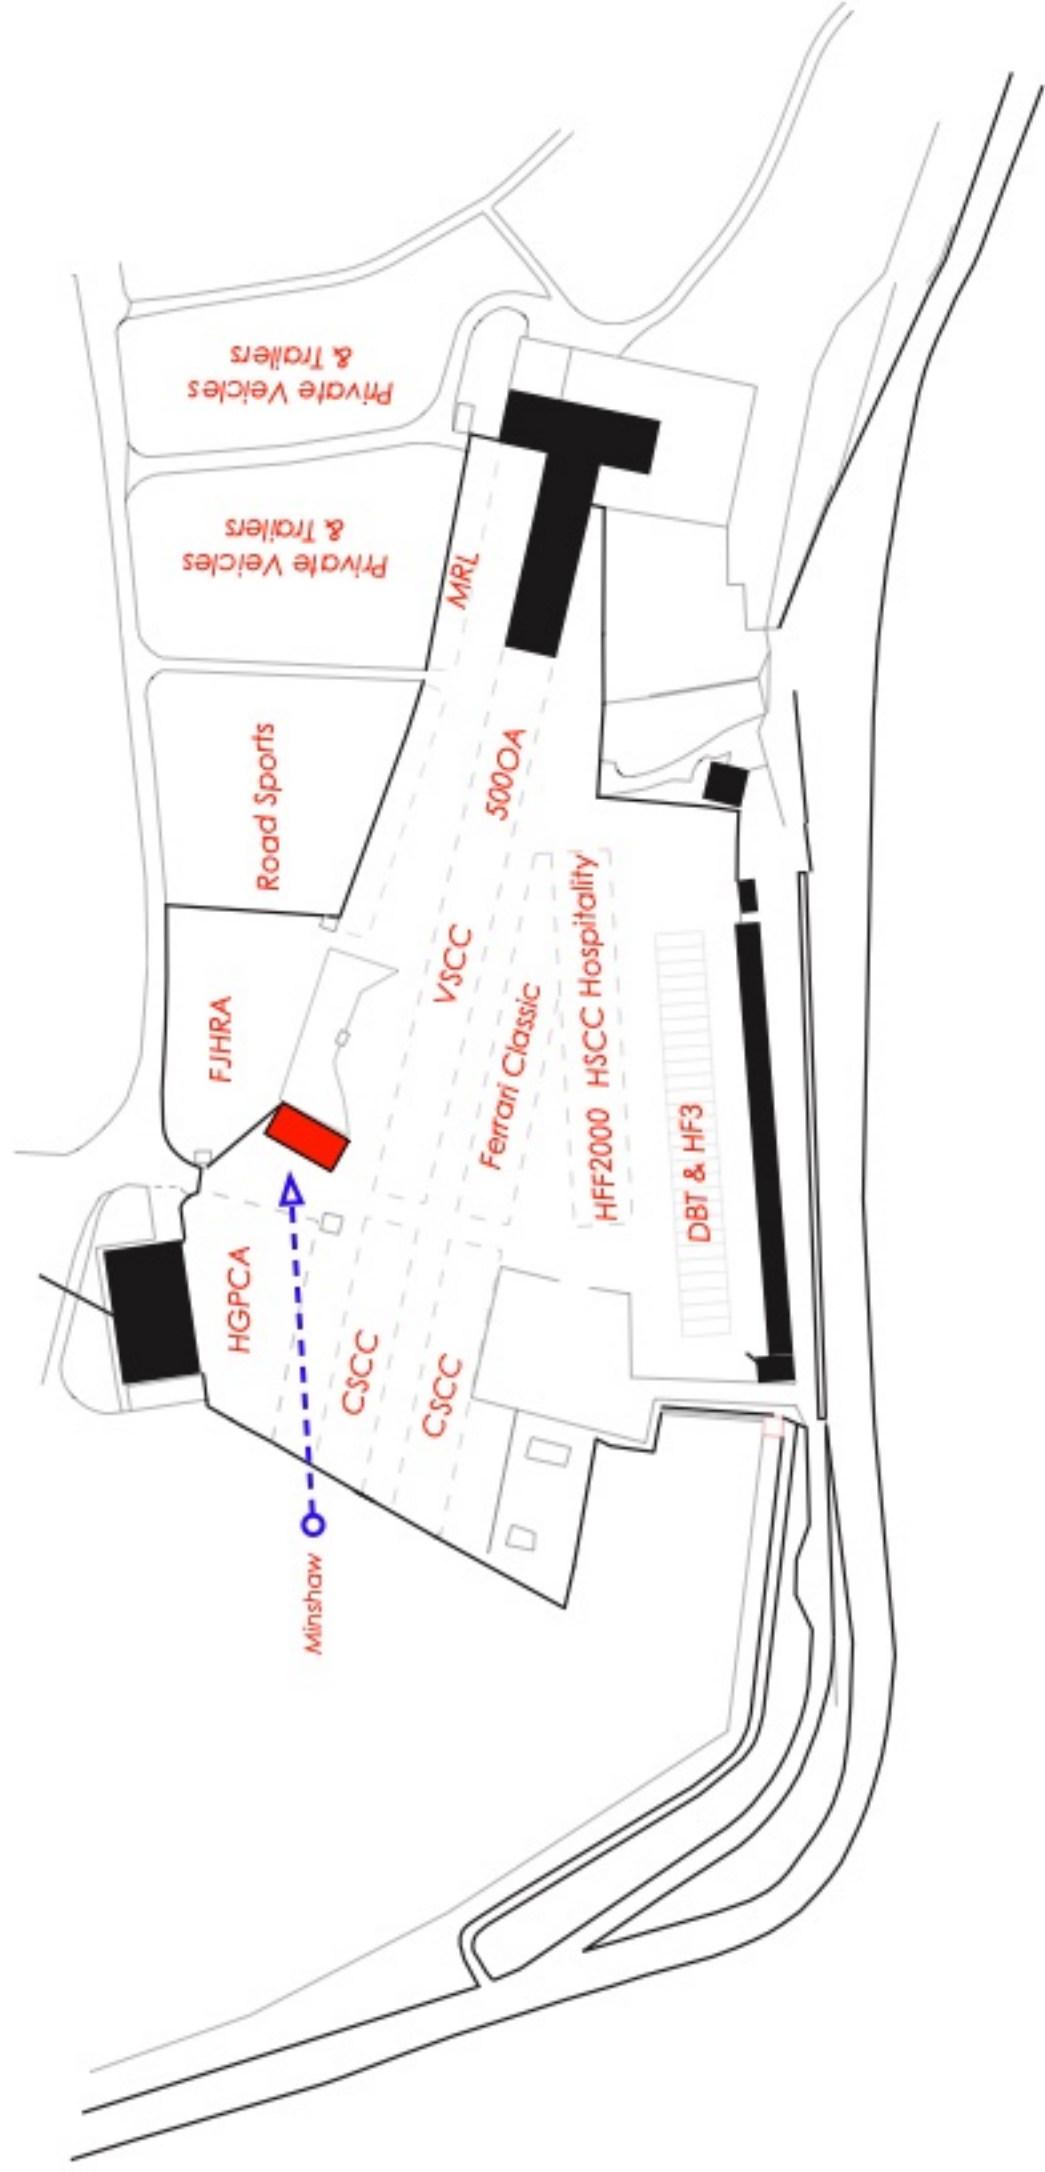 Private Veicles
& Trailers
Private Veicles
& Trailers
MRL
Road Sports
500OA
VSCC
FJHRA
Ferrari Classic
HFF2000 HSCC Hospitality
DBT & HF3
HGPCA
CSCC
CSCC
Minshaw